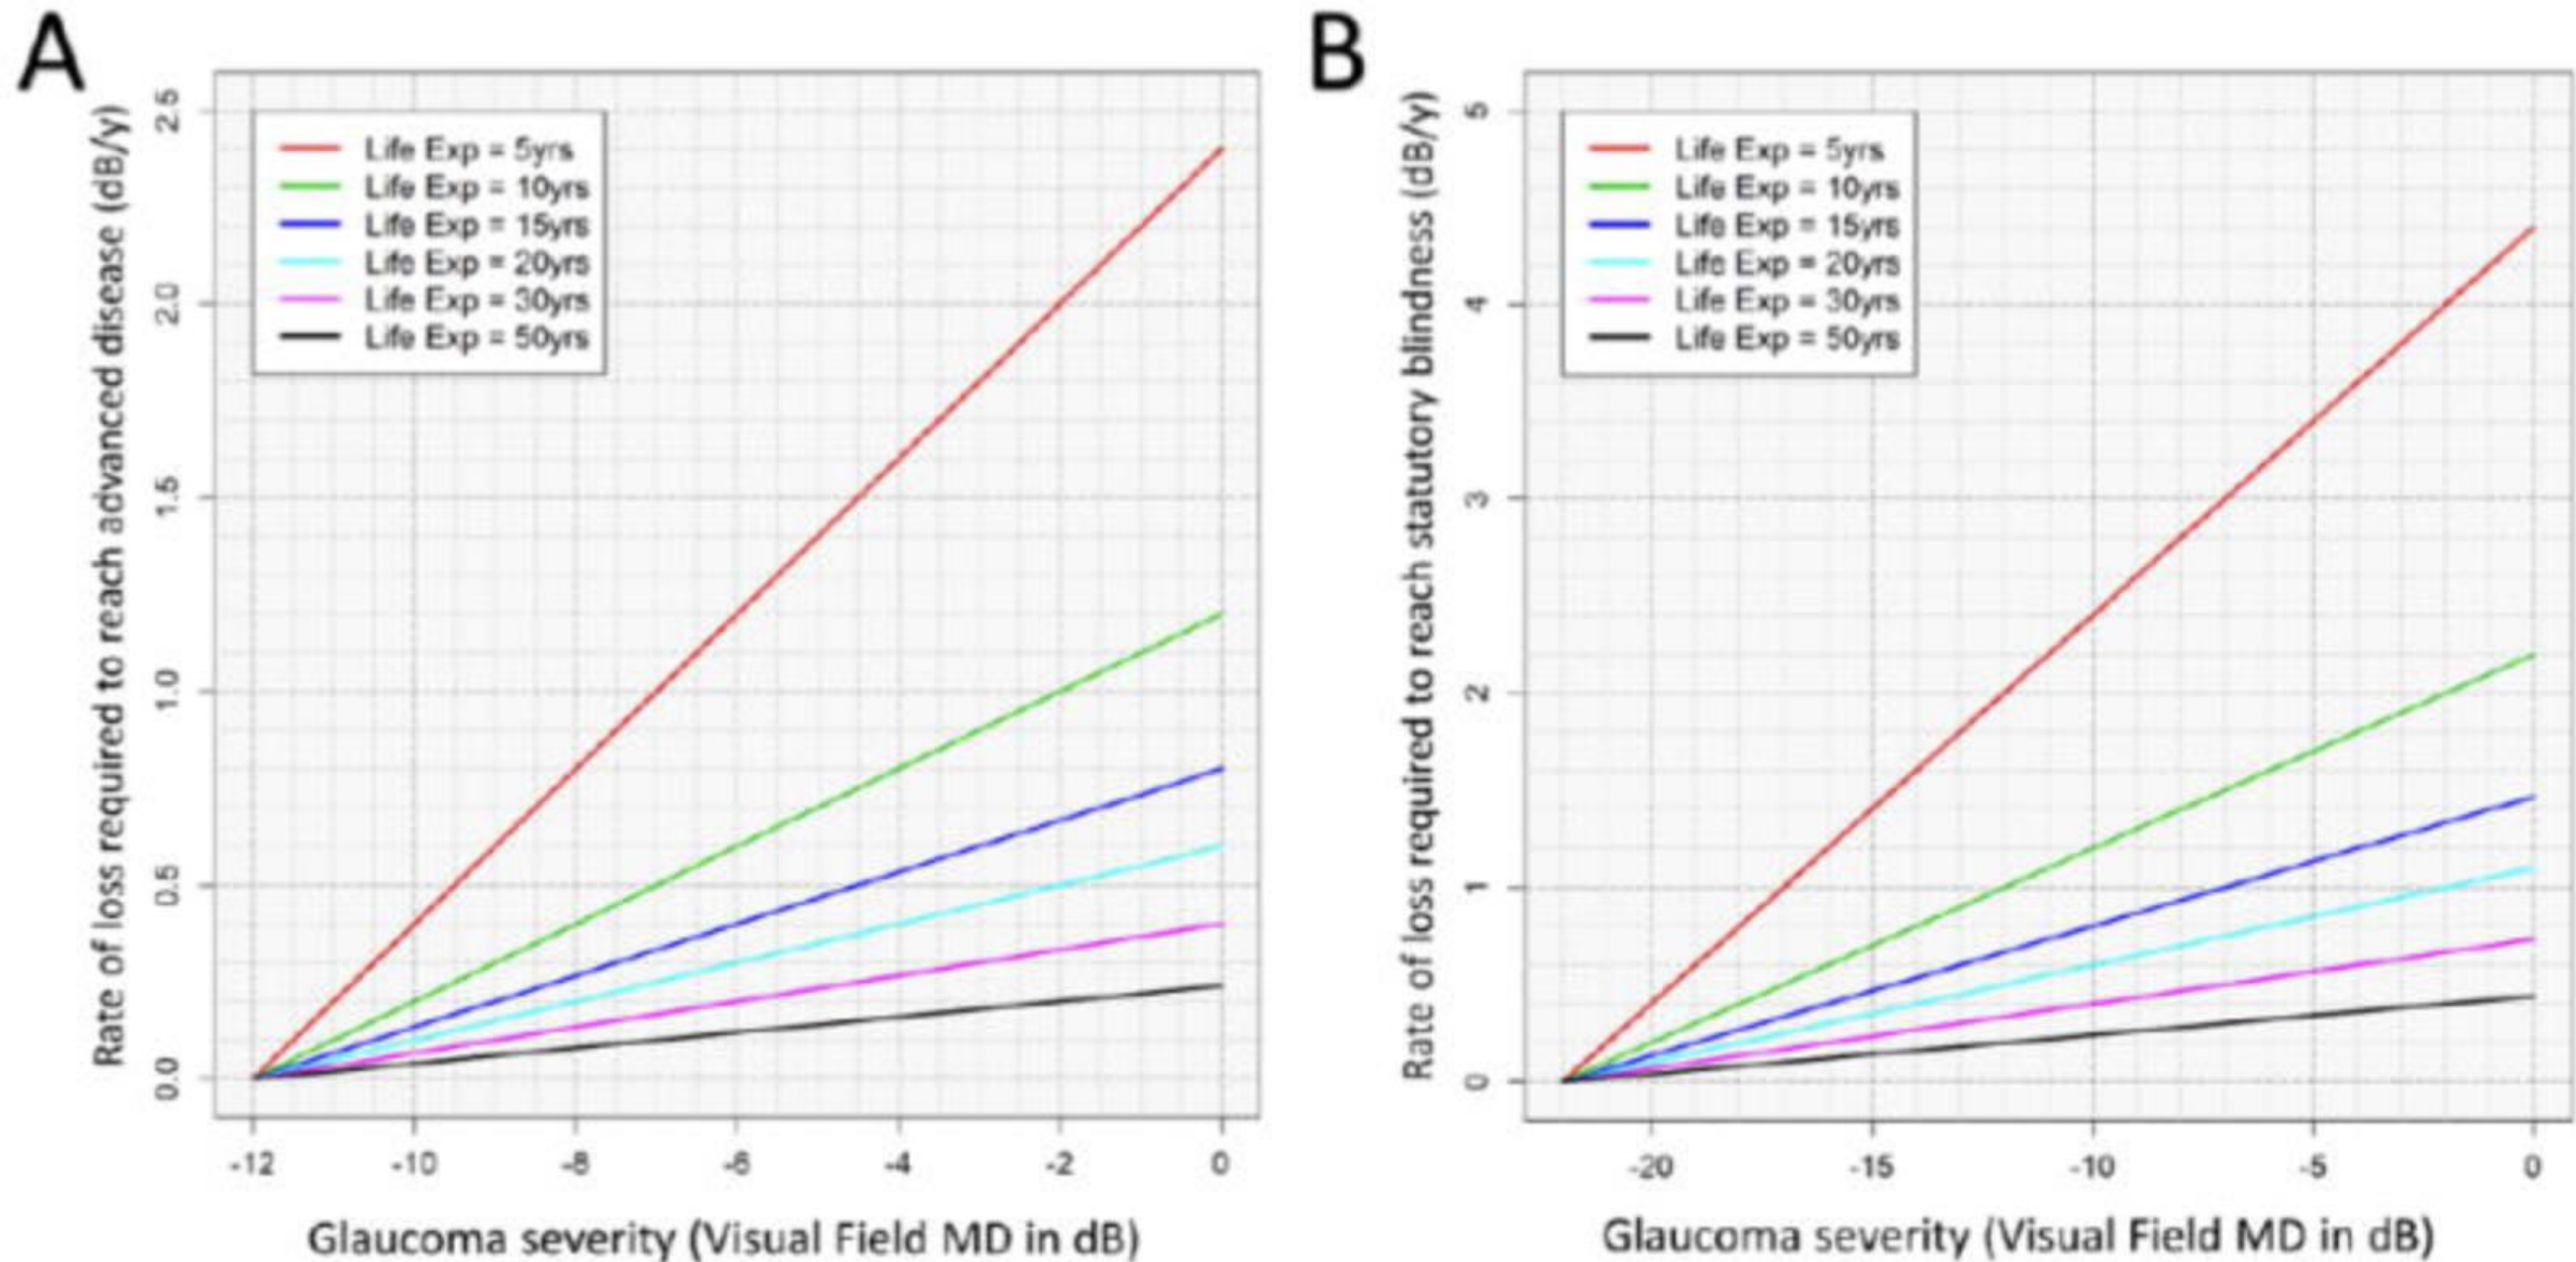 A
Rate of loss required to reach advanced disease (dB/y)
2.5
2.0
1.5
1.0
0.5
0.0
Life Exp = 5yrs
Life Exp = 10yrs
Life Exp = 15yrs
Life Exp = 20yrs
Life Exp = 30yrs
Life Exp = 50yrs
-12 -10 -8 -6 -4 -2 0
Glaucoma severity (Visual Field MD in dB)
B
Rate of loss required to reach statutory blindness (dB/y)
5
4
3
2
1
0
Life Exp = 5yrs
Life Exp = 10yrs
Life Exp = 15yrs
Life Exp = 20yrs
Life Exp = 30yrs
Life Exp = 50yrs
-20 -15 -10 -5 0
Glaucoma severity (Visual Field MD in dB)